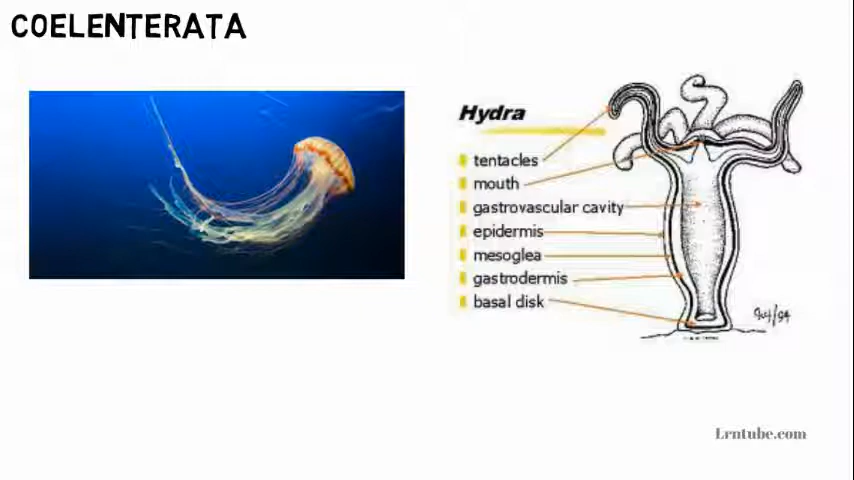 COELENTERATA
Hydra
tentacles
mouth
gastrovascular cavity
epidermis
mesoglea
gastrodermis
basal disk
Lrntube.com